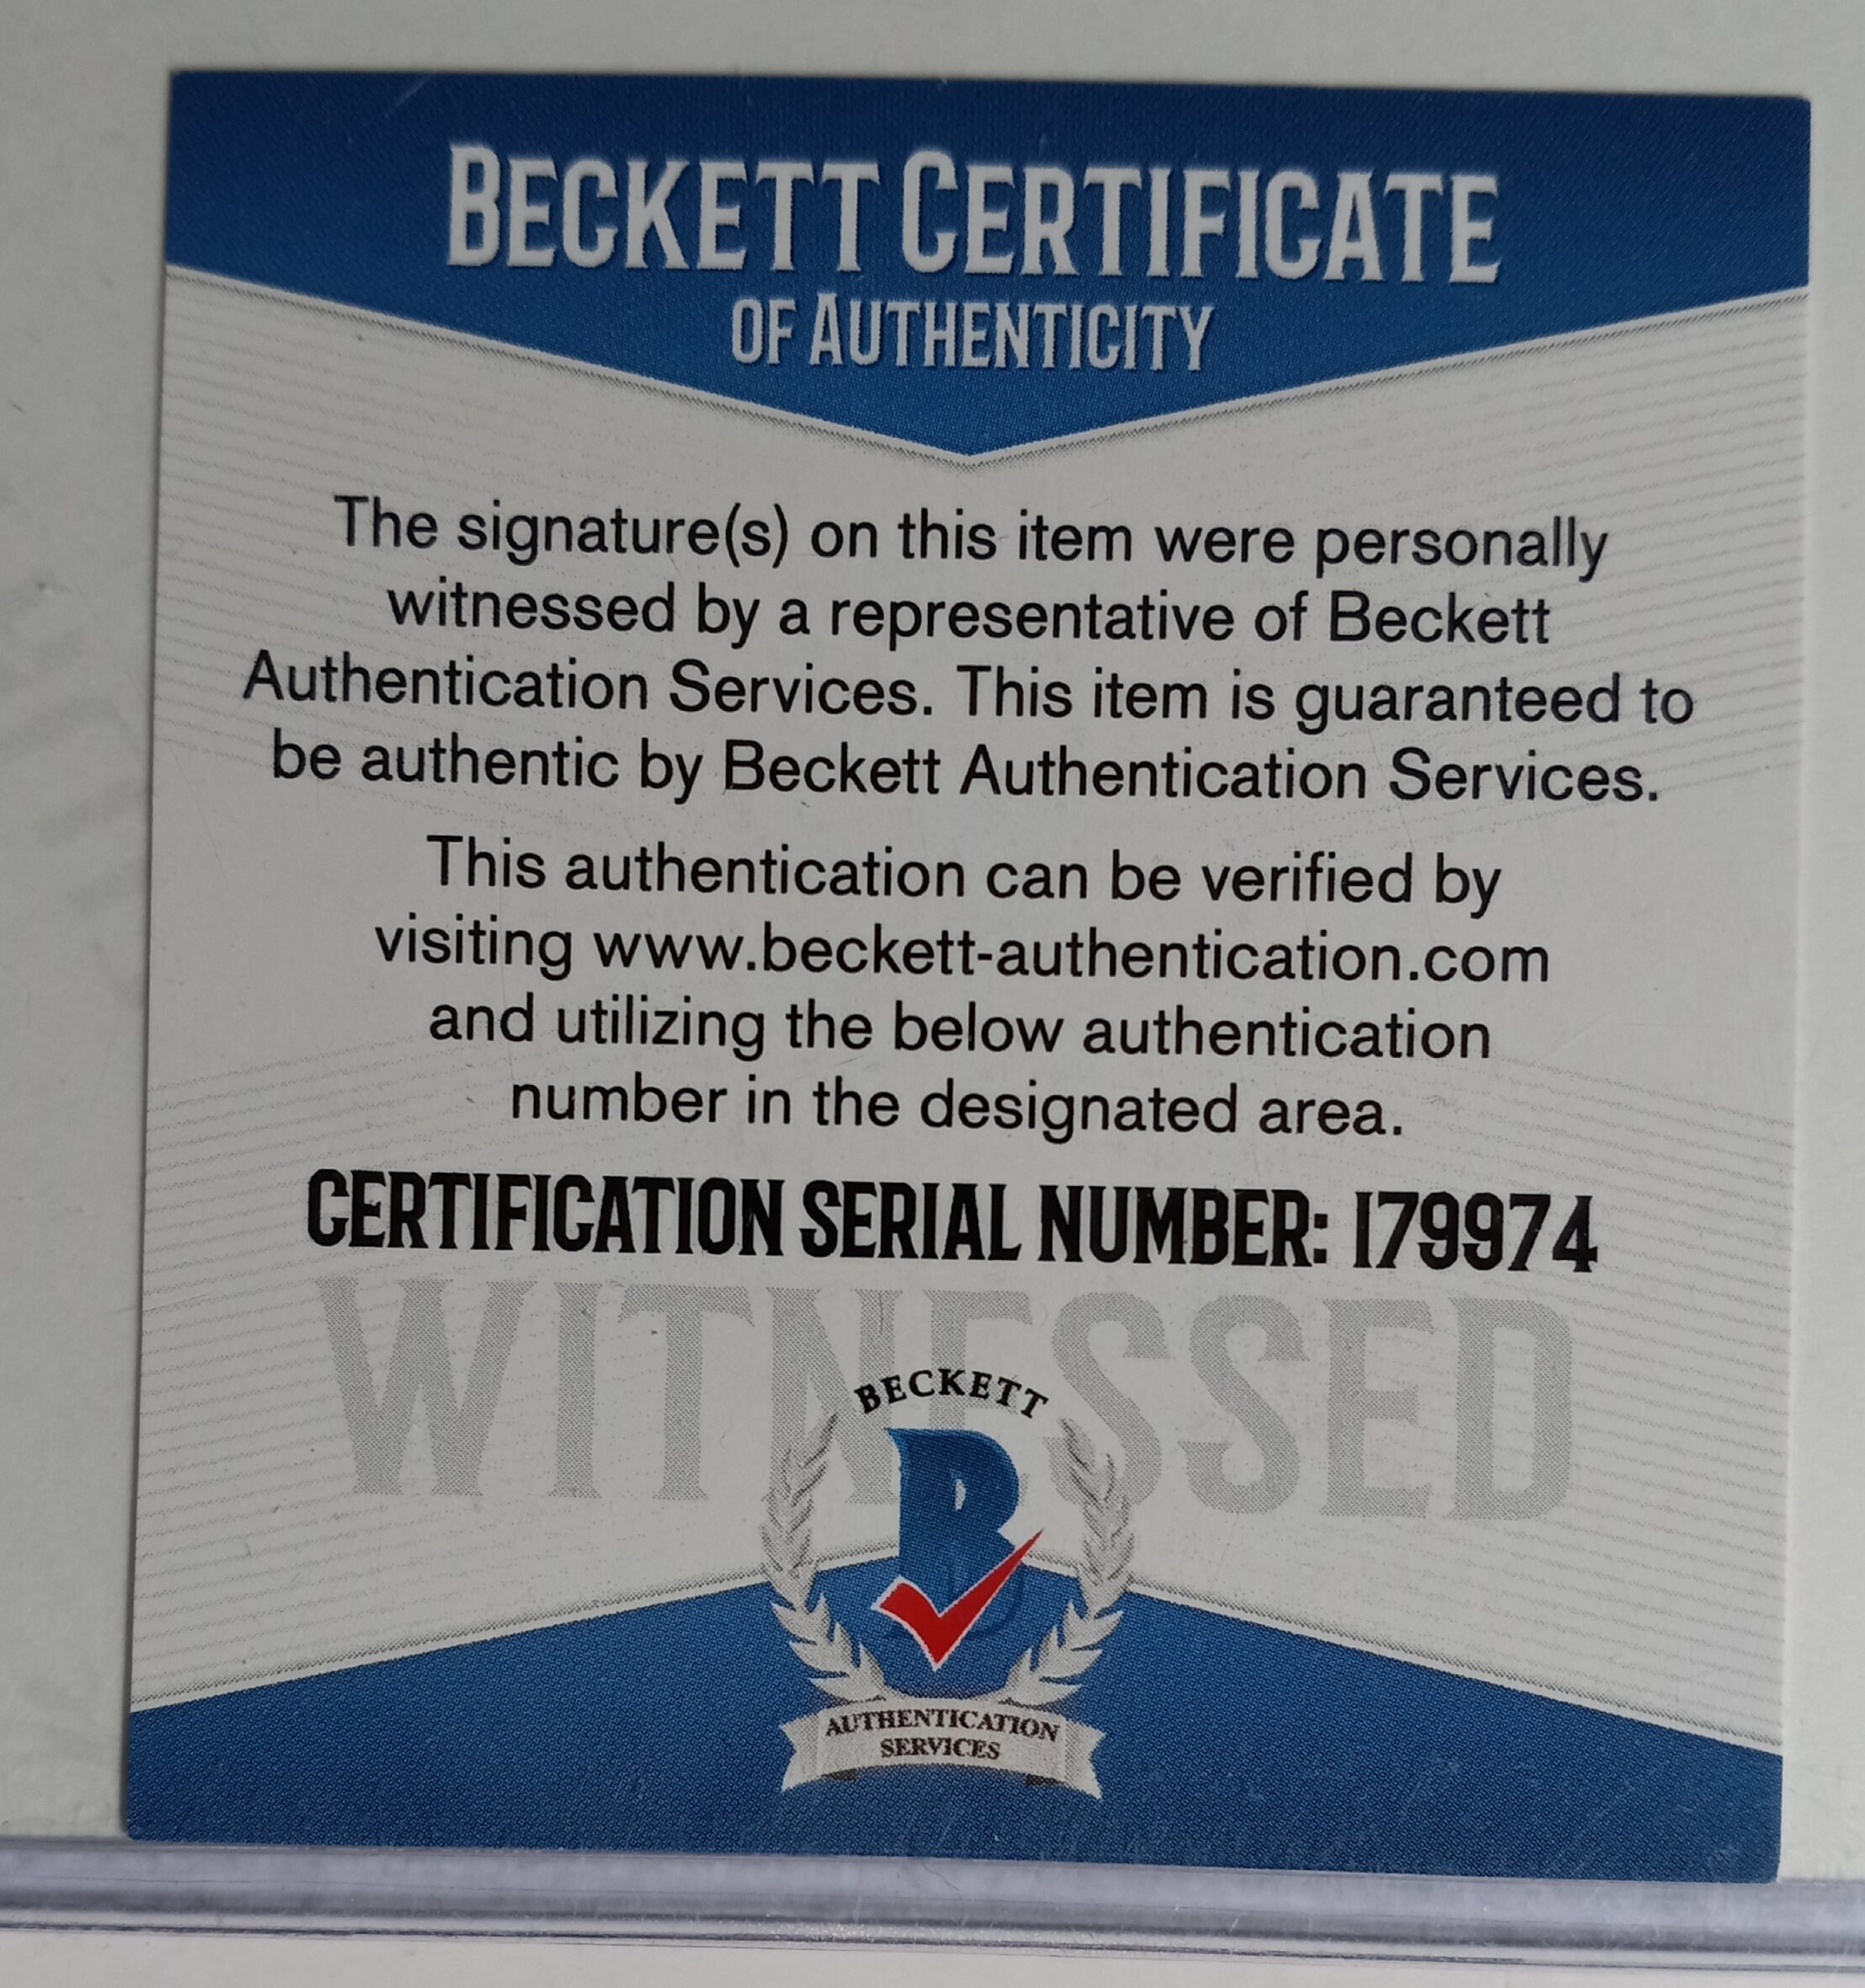 BECKETT CERTIFICATE
OF AUTHENTICITY
The signature(s) on this item were personally
witnessed by a representative of Beckett
Authentication Services. This item is guaranteed to
be authentic by Beckett Authentication Services.
This authentication can be verified by
visiting www.beckett-authentication.com
and utilizing the below authentication
number in the designated area.
CERTIFICATION SERIAL NUMBER: I79974
WITNESSED
BECKETT
B
AUTHENTICATION
SERVICES